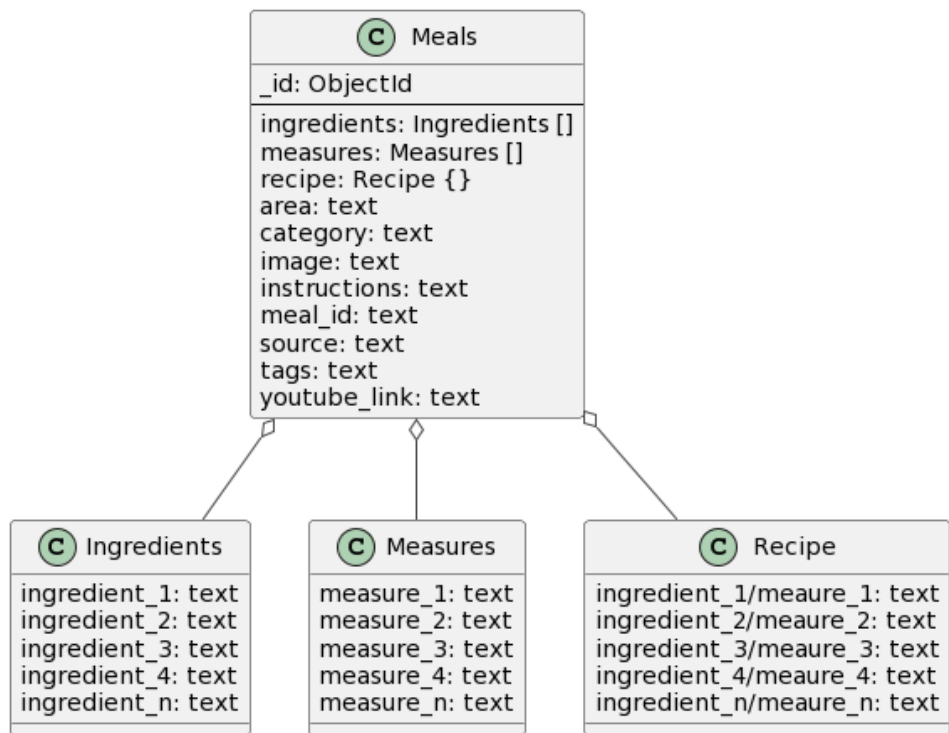 C Meals
_id: ObjectId
ingredients: Ingredients []
measures: Measures []
recipe: Recipe {}
area: text
category: text
image: text
instructions: text
meal_id: text
source: text
tags: text
youtube_link: text
C Ingredients
ingredient_1: text
ingredient_2: text
ingredient_3: text
ingredient_4: text
ingredient_n: text
C Measures
measure_1: text
measure_2: text
measure_3: text
measure_4: text
measure_n: text
C Recipe
ingredient_1/meaure_1: text
ingredient_2/meaure_2: text
ingredient_3/meaure_3: text
ingredient_4/meaure_4: text
ingredient_n/meaure_n: text